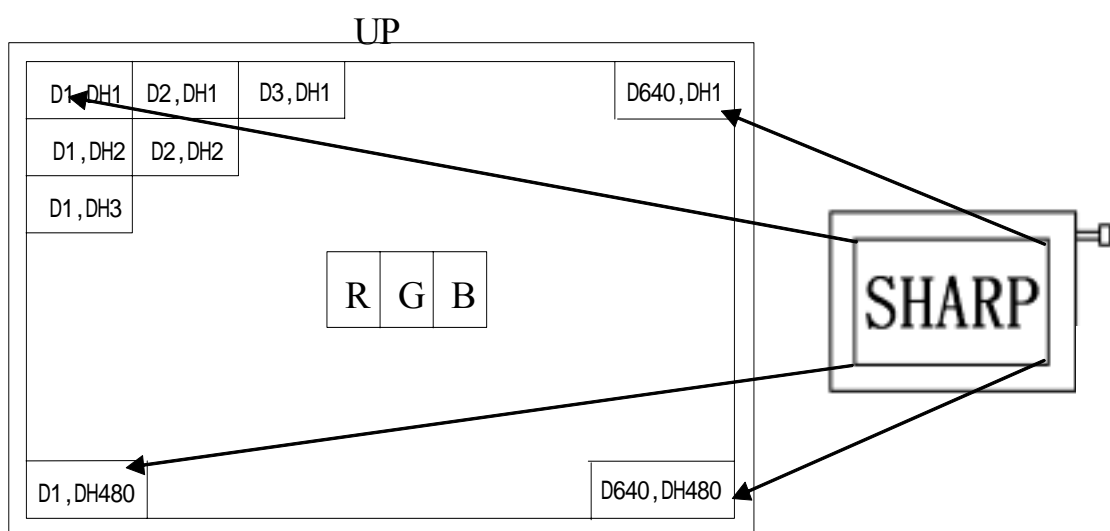 UP
D1,DH1 D2,DH1 D3,DH1 D640,DH1
D1,DH2 D2,DH2
D1,DH3
R G B
SHARP
D1,DH480 D640,DH480